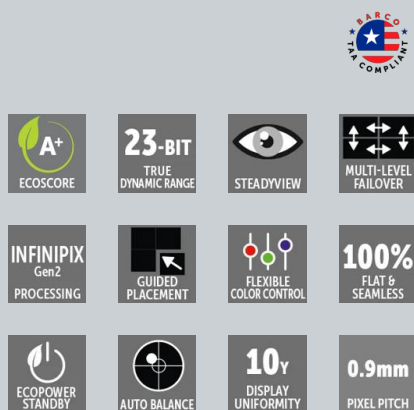 BARCO
TAA COMPLIANT
A+
ECOSCORE
23-BIT
TRUE
DYNAMIC RANGE
STEADYVIEW
MULTI-LEVEL
FAILOVER
INFINIPIX
Gen2
PROCESSING
GUIDED
PLACEMENT
FLEXIBLE
COLOR CONTROL
100%
FLAT &
SEAMLESS
ECOPOWER
STANDBY
AUTO BALANCE
10Y
DISPLAY
UNIFORMITY
0.9mm
PIXEL PITCH